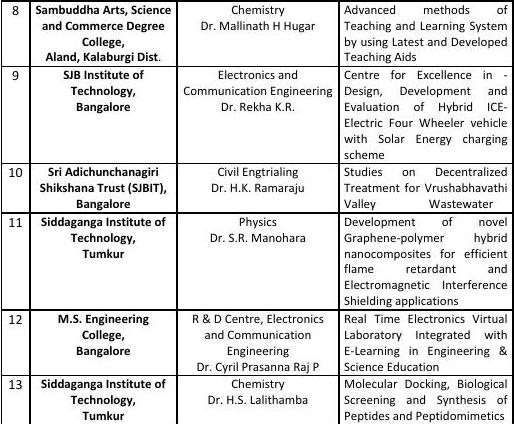 8
Sambuddha Arts, Science
and Commerce Degree
College,
Aland, Kalaburgi Dist.
Chemistry
Dr. Mallinath H Hugar
Advanced methods of
Teaching and Learning System
by using Latest and Developed
Teaching Aids
9
SJB Institute of
Technology,
Bangalore
Electronics and
Communication Engineering
Dr. Rekha K.R.
Centre for Excellence in -
Design, Development and
Evaluation of Hybrid ICE-
Electric Four Wheeler vehicle
with Solar Energy charging
scheme
10
Sri Adichunchanagiri
Shikshana Trust (SJBIT),
Bangalore
Civil Engtrialing
Dr. H.K. Ramaraju
Studies on Decentralized
Treatment for Vrushabhavathi
Valley Wastewater
11
Siddaganga Institute of
Technology,
Tumkur
Physics
Dr. S.R. Manohara
Development of novel
Graphene-polymer hybrid
nanocomposites for efficient
flame retardant and
Electromagnetic Interference
Shielding applications
12
M.S. Engineering
College,
Bangalore
R & D Centre, Electronics
and Communication
Engineering
Dr. Cyril Prasanna Raj P
Real Time Electronics Virtual
Laboratory Integrated with
E-Learning in Engineering &
Science Education
13
Siddaganga Institute of
Technology,
Tumkur
Chemistry
Dr. H.S. Lalithamba
Molecular Docking, Biological
Screening and Synthesis of
Peptides and Peptidomimetics